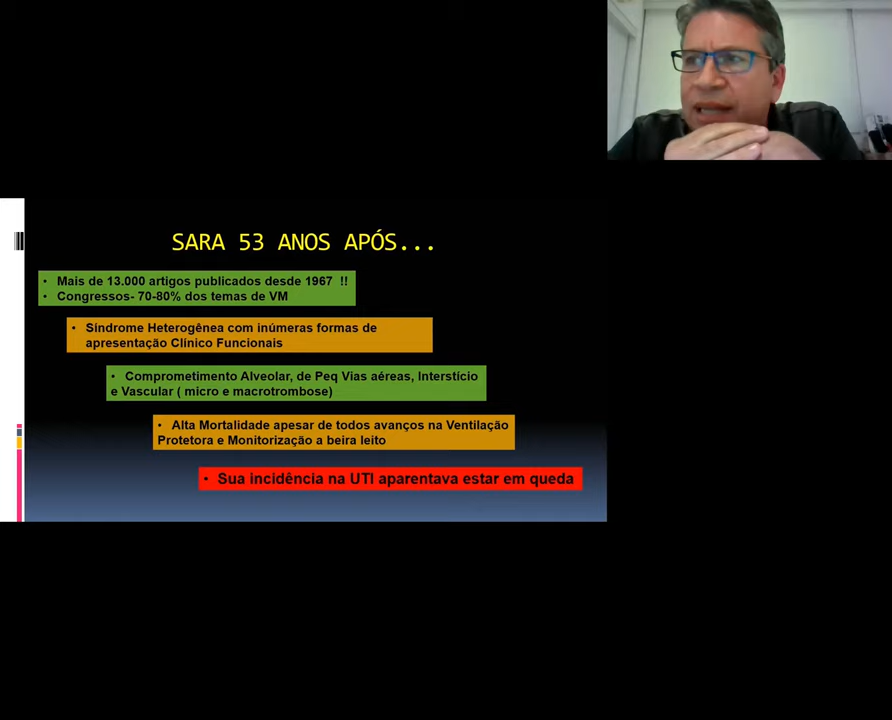 SARA 53 ANOS APÓS...
• Mais de 13.000 artigos publicados desde 1967 !!
• Congressos- 70-80% dos temas de VM
• Síndrome Heterogênea com inúmeras formas de
apresentação Clínico Funcionais
• Comprometimento Alveolar, de Peq Vias aéreas, Interstício
e Vascular ( micro e macrotrombose)
• Alta Mortalidade apesar de todos avanços na Ventilação
Protetora e Monitorização a beira leito
• Sua incidência na UTI aparentava estar em queda